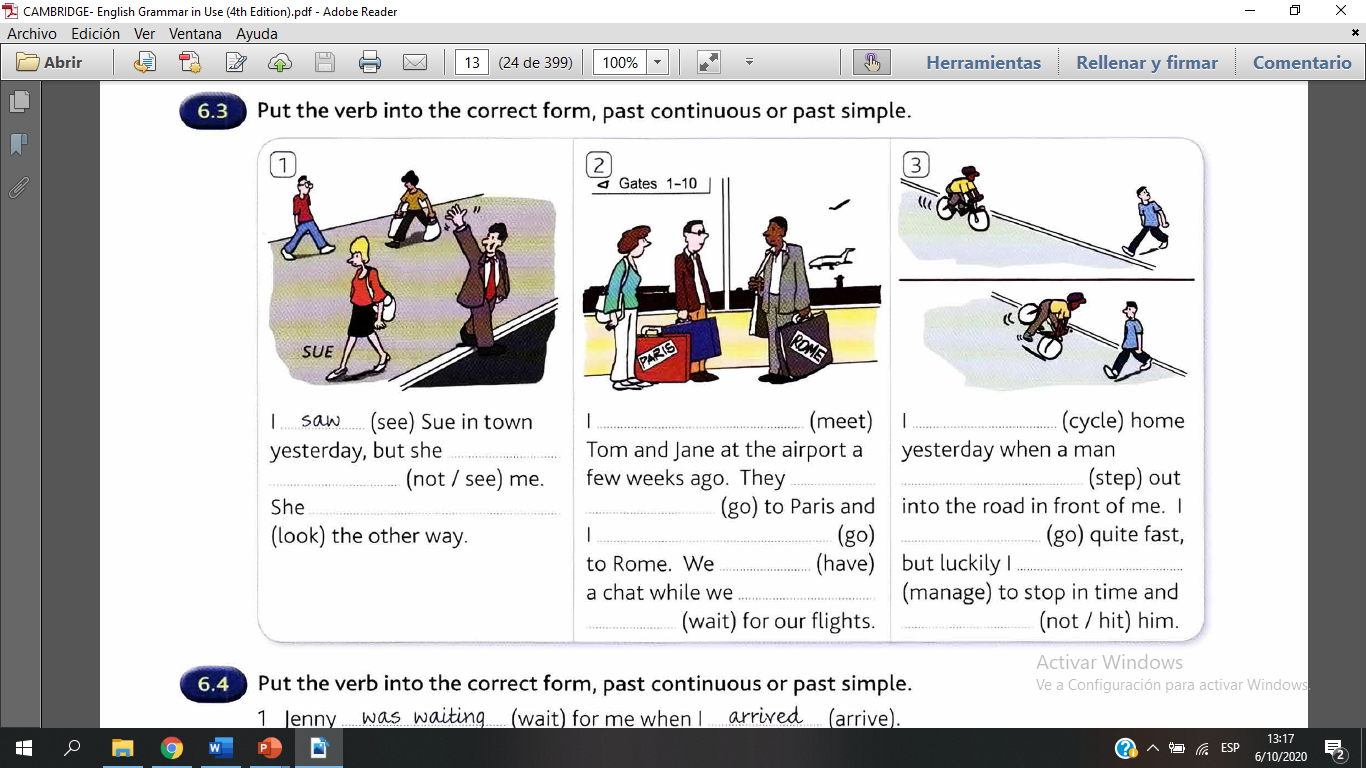 CAMBRIDGE- English Grammar in Use (4th Edition).pdf - Adobe Reader
Archivo Edición Ver Ventana Ayuda
Abrir 13 (24 de 399) 100% Herramientas Rellenar y firmar Comentario
6.3 Put the verb into the correct form, past continuous or past simple.
1
SUE
I saw (see) Sue in town
yesterday, but she ....................
.................... (not / see) me.
She ....................
(look) the other way.
2
Gates 1–10
PARIS
ROME
I .................... (meet)
Tom and Jane at the airport a
few weeks ago. They ....................
.................... (go) to Paris and
I .................... (go)
to Rome. We .................... (have)
a chat while we ....................
.................... (wait) for our flights.
3
I .................... (cycle) home
yesterday when a man
.................... (step) out
into the road in front of me. I
.................... (go) quite fast,
but luckily I ....................
(manage) to stop in time and
.................... (not / hit) him.
Activar Windows
Ve a Configuración para activar Windows.
6.4 Put the verb into the correct form, past continuous or past simple.
1 Jenny was waiting (wait) for me when I arrived (arrive).
ESP
13:17
6/10/2020
2